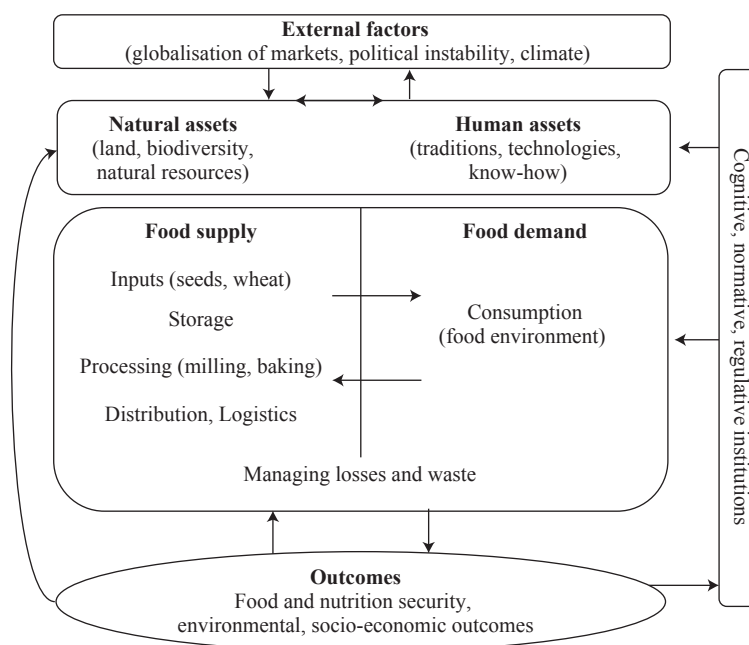 External factors
(globalisation of markets, political instability, climate)
Natural assets
(land, biodiversity,
natural resources)
Human assets
(traditions, technologies,
know-how)
Food supply
Inputs (seeds, wheat)
Storage
Processing (milling, baking)
Distribution, Logistics
Food demand
Consumption
(food environment)
Managing losses and waste
Outcomes
Food and nutrition security,
environmental, socio-economic outcomes
Cognitive, normative, regulative institutions